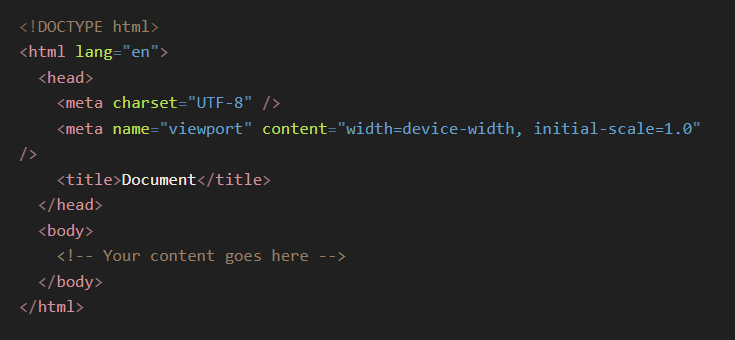 <!DOCTYPE html>
<html lang="en">
  <head>
    <meta charset="UTF-8" />
    <meta name="viewport" content="width=device-width, initial-scale=1.0"
/>
    <title>Document</title>
  </head>
  <body>
    <!-- Your content goes here -->
  </body>
</html>